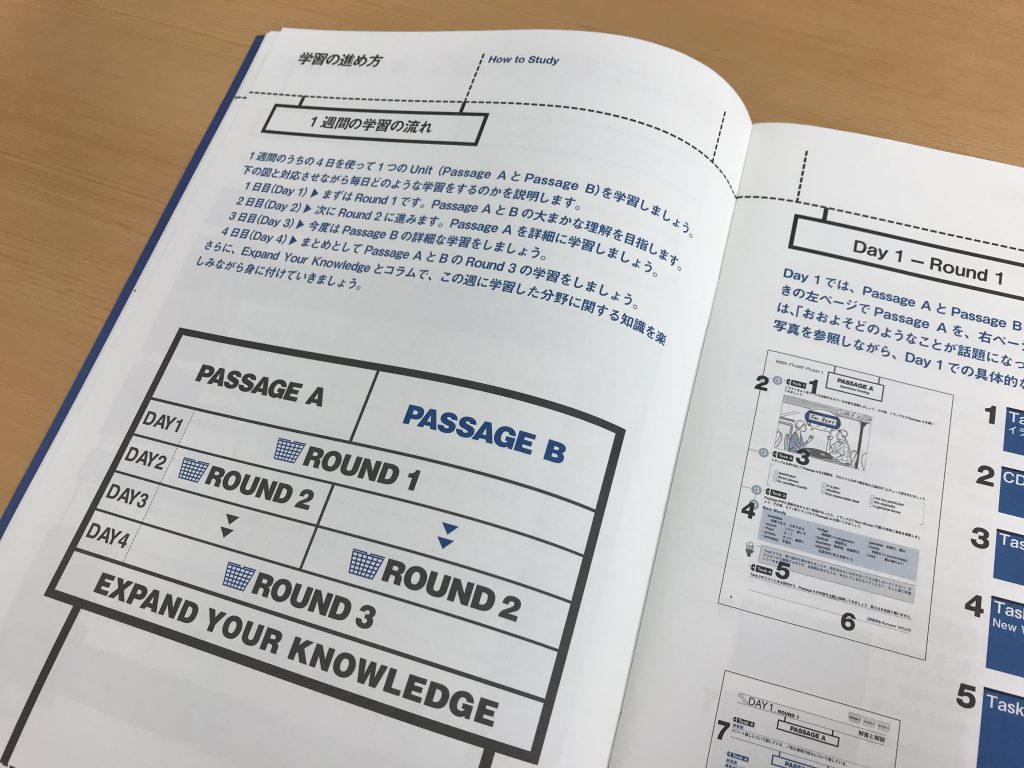 学習の進め方
How to Study
1週間の学習の流れ
1週間のうちの4日を使って1つのUnit（Passage AとPassage B）を学習しましょう。
下の図と対応させながら毎日どのような学習をするのかを説明します。
1日目(Day 1)▶まずはRound 1です。Passage AとBの大まかな理解を目指します。
2日目(Day 2)▶次にRound 2に進みます。Passage Aを詳細に学習しましょう。
3日目(Day 3)▶今度はPassage Bの詳細な学習をしましょう。
4日目(Day 4)▶まとめとしてPassage AとBのRound 3の学習をしましょう。
さらに、Expand Your Knowledgeとコラムで、この週に学習した分野に関する知識を楽
しみながら身に付けていきましょう。
PASSAGE A
PASSAGE B
DAY1
ROUND 1
DAY2
ROUND 2
DAY3
ROUND 2
DAY4
ROUND 3
EXPAND YOUR KNOWLEDGE
Day 1 – Round 1
Day 1では、Passage AとPassage B
きの左ページでPassage Aを、右ペー
は、「おおよそどのようなことが話題になっ
写真を参照しながら、Day 1での具体的な
PASSAGE A
2
1
For Rent
3
4
New Words
5
6
DAY1 ROUND 1
解答と解説
PASSAGE A
7
1
2
CD
3
Task
4
Task
New
5
Task